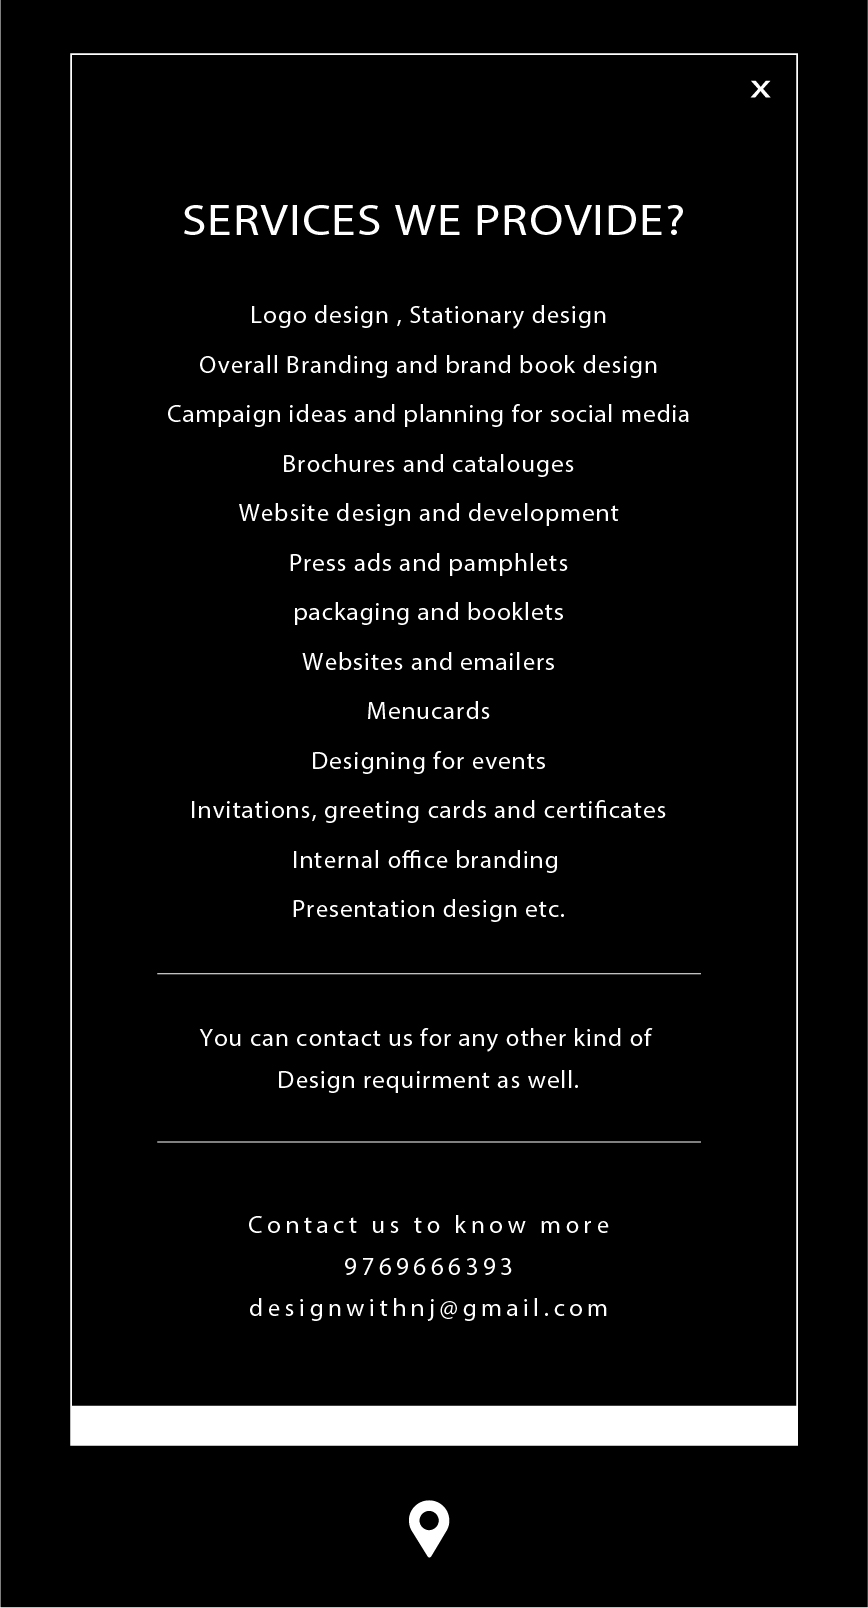 X
SERVICES WE PROVIDE?
Logo design , Stationary design
Overall Branding and brand book design
Campaign ideas and planning for social media
Brochures and catalouges
Website design and development
Press ads and pamphlets
packaging and booklets
Websites and emailers
Menucards
Designing for events
Invitations, greeting cards and certificates
Internal office branding
Presentation design etc.
You can contact us for any other kind of
Design requirment as well.
Contact us to know more
9769666393
designwithnj@gmail.com